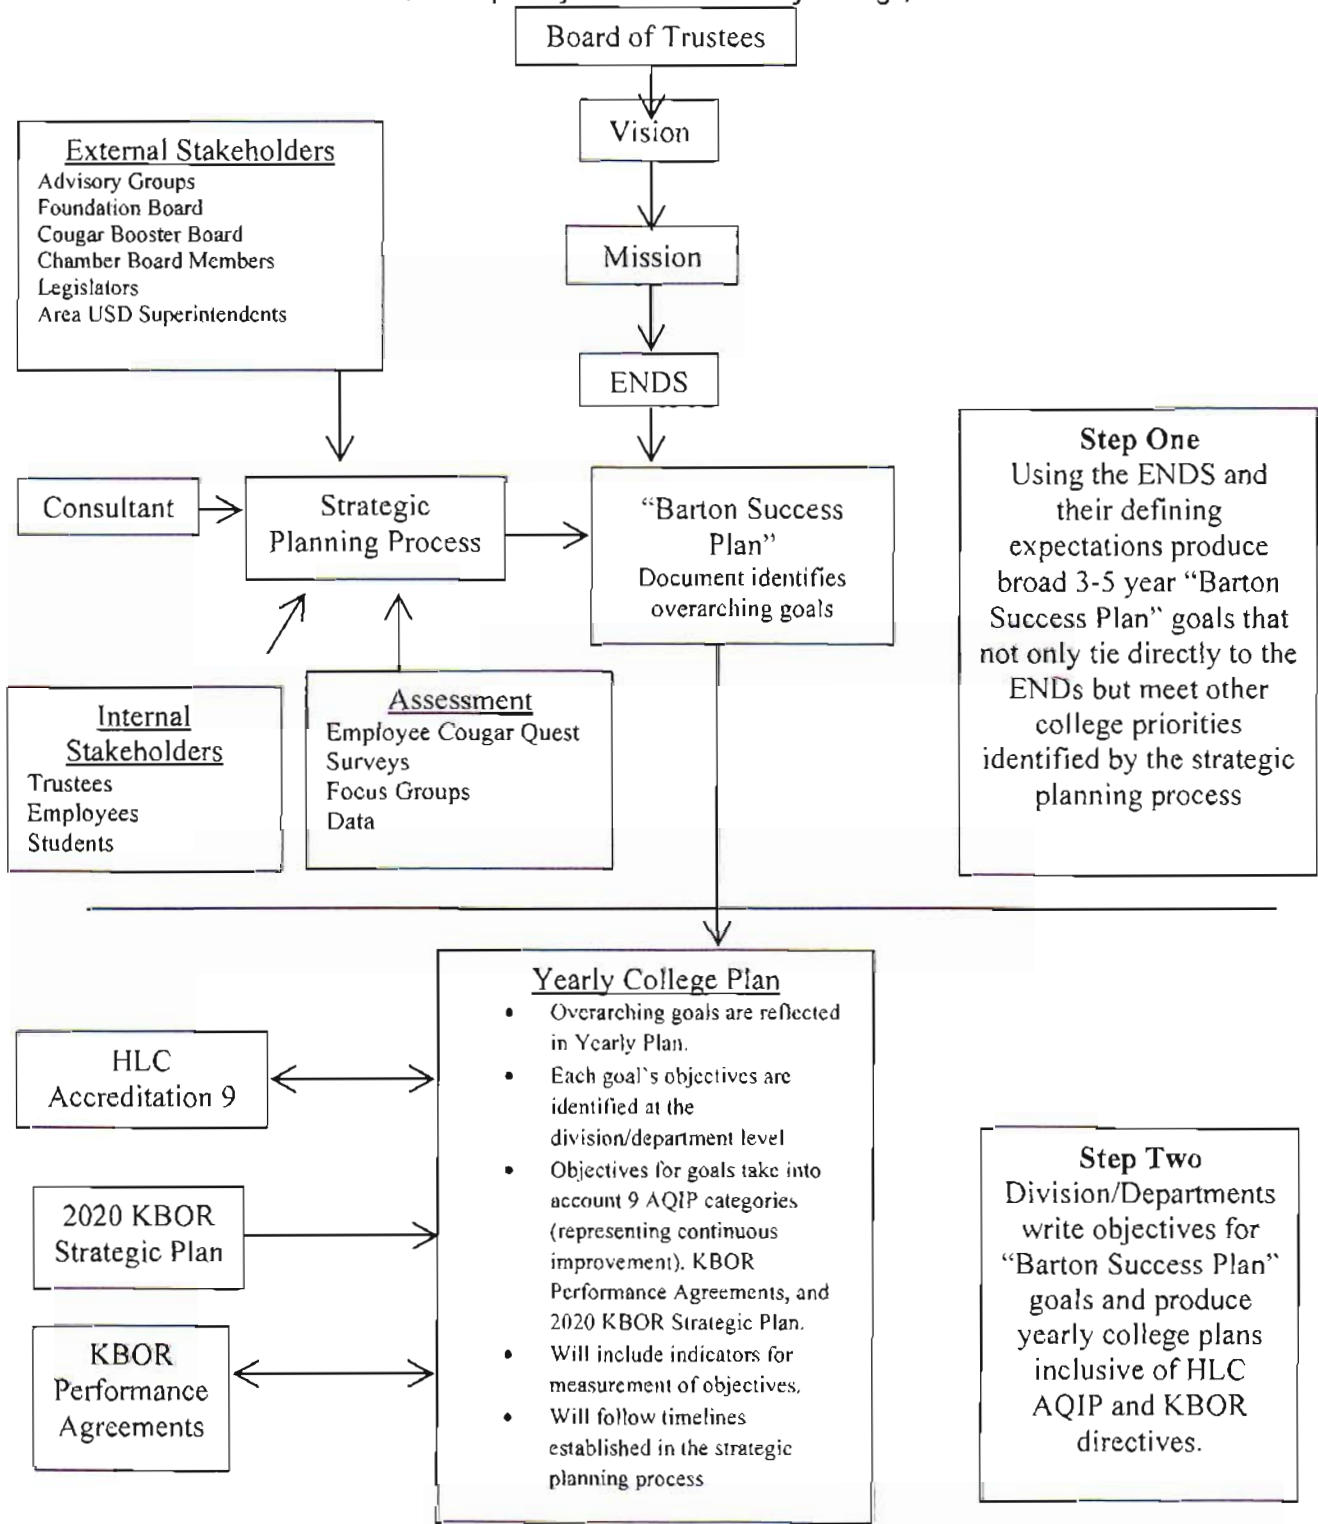 Board of Trustees
Vision
Mission
ENDS
External Stakeholders
Advisory Groups
Foundation Board
Cougar Booster Board
Chamber Board Members
Legislators
Area USD Superintendents
Consultant
Strategic
Planning Process
“Barton Success
Plan”
Document identifies
overarching goals
Step One
Using the ENDS and
their defining
expectations produce
broad 3-5 year “Barton
Success Plan” goals that
not only tie directly to the
ENDs but meet other
college priorities
identified by the strategic
planning process
Internal
Stakeholders
Trustees
Employees
Students
Assessment
Employee Cougar Quest
Surveys
Focus Groups
Data
Yearly College Plan
• Overarching goals are reflected
in Yearly Plan.
• Each goal's objectives are
identified at the
division/department level
• Objectives for goals take into
account 9 AQIP categories
(representing continuous
improvement). KBOR
Performance Agreements, and
2020 KBOR Strategic Plan.
• Will include indicators for
measurement of objectives.
• Will follow timelines
established in the strategic
planning process
HLC
Accreditation 9
2020 KBOR
Strategic Plan
KBOR
Performance
Agreements
Step Two
Division/Departments
write objectives for
“Barton Success Plan”
goals and produce
yearly college plans
inclusive of HLC
AQIP and KBOR
directives.